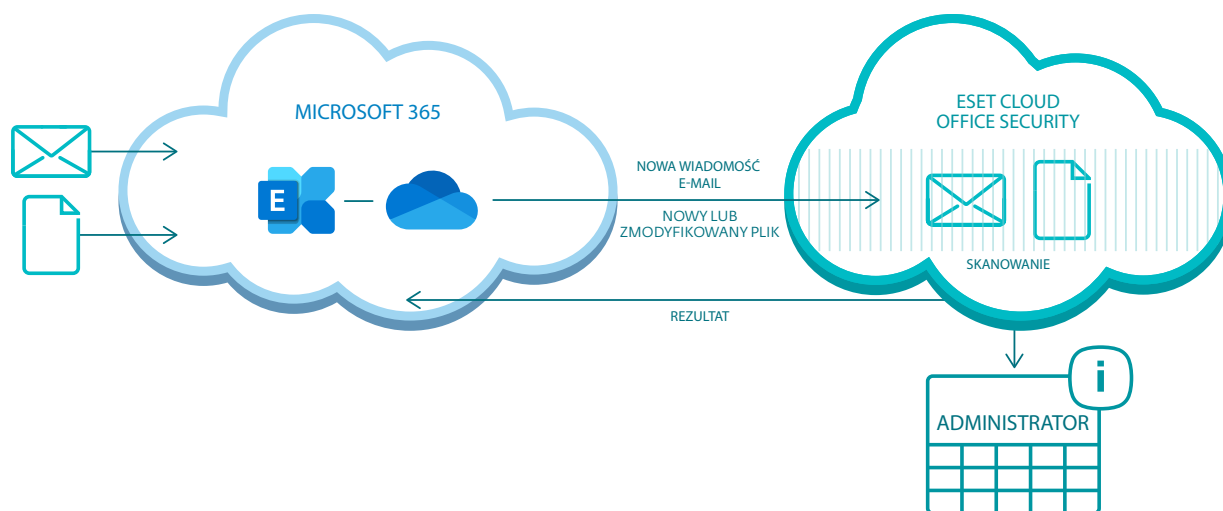 MICROSOFT 365
E
NOWA WIADOMOŚĆ
E-MAIL
NOWY LUB
ZMODYFIKOWANY PLIK
REZULTAT
ESET CLOUD
OFFICE SECURITY
SKANOWANIE
i
ADMINISTRATOR